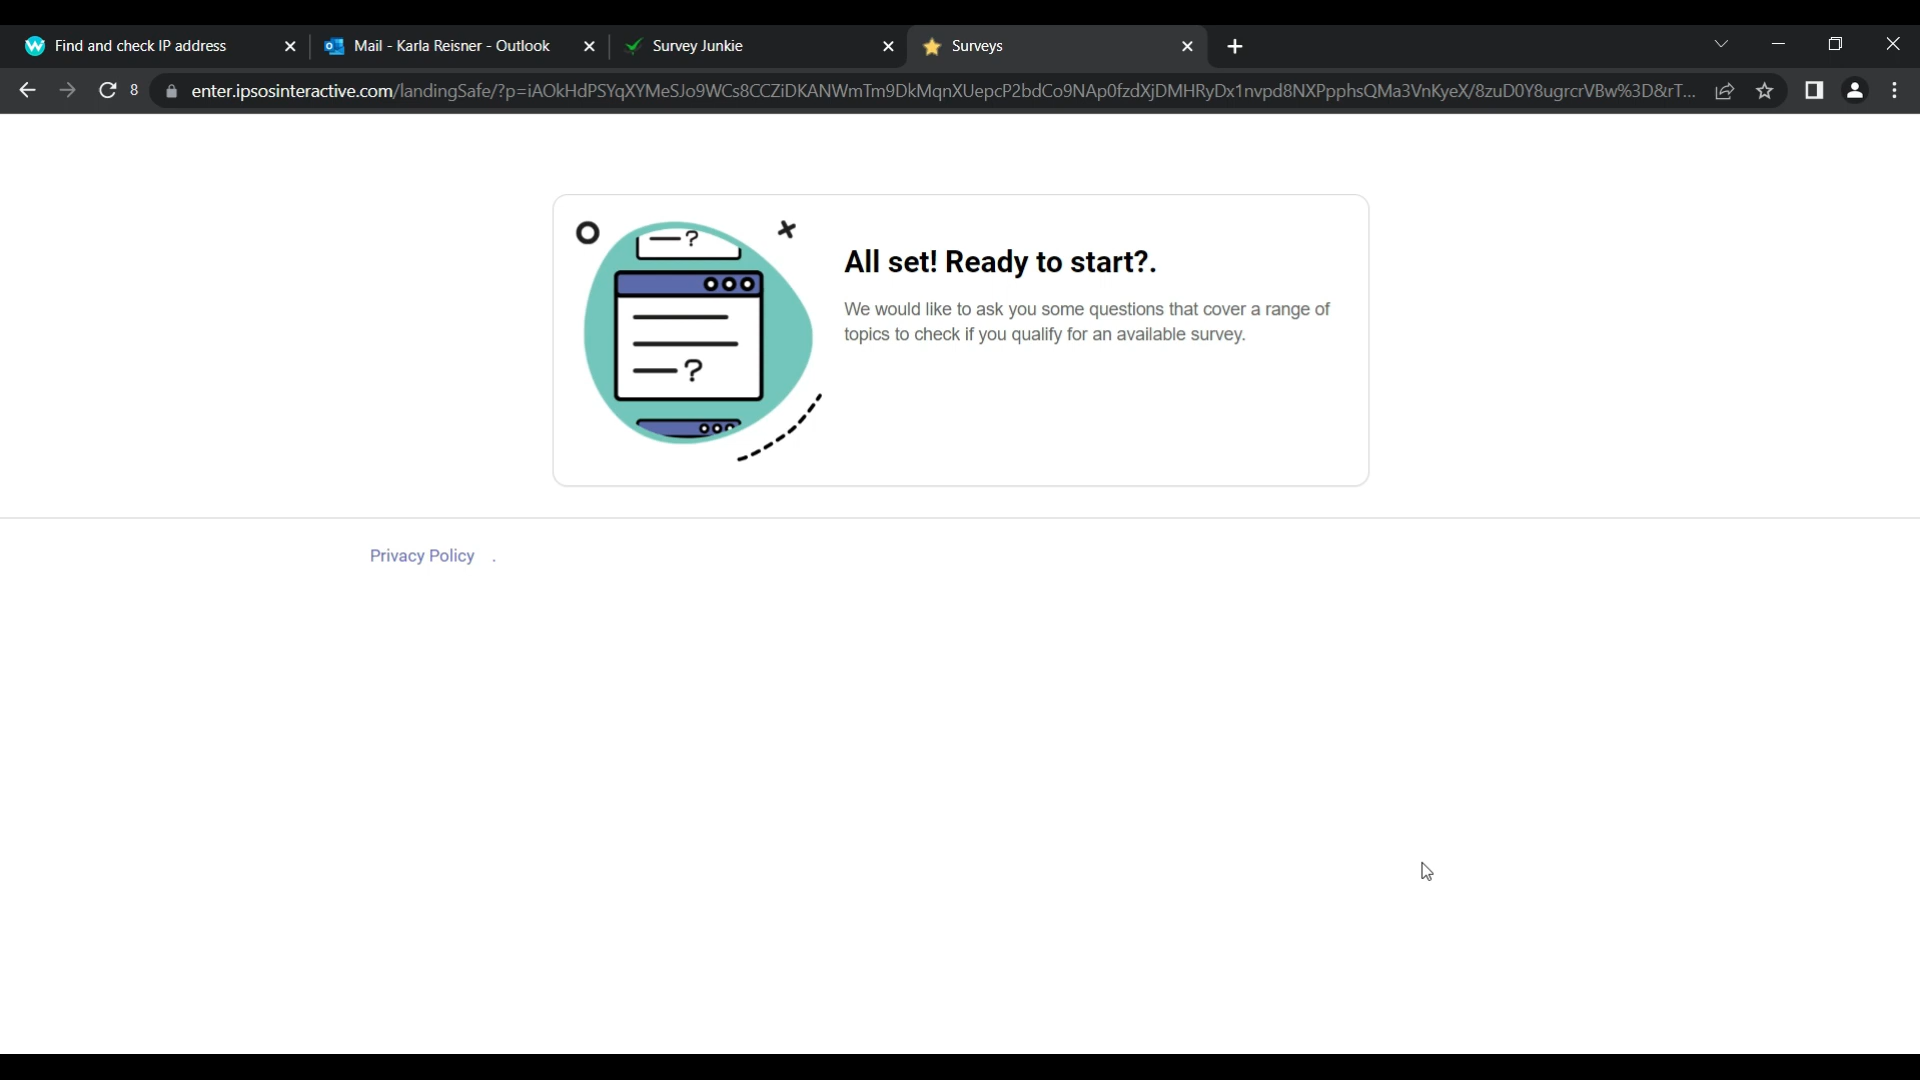 Find and check IP address
Mail - Karla Reisner - Outlook
Survey Junkie
Surveys
8
enter.ipsosinteractive.com/landingSafe/?p=iAOkHdPSYqXYMeSJo9WCs8CCZiDKANWmTm9DkMqnXUepcP2bdCo9NAp0fzdXjDMHRyDx1nvpd8NXPpphsQMa3VnKyeX/8zuD0Y8ugrcrVBw%3D&rT...
All set! Ready to start?.
We would like to ask you some questions that cover a range of
topics to check if you qualify for an available survey.
Privacy Policy .